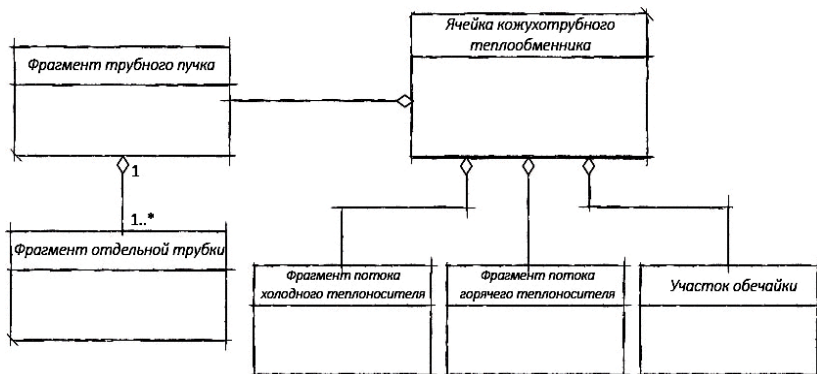 Ячейка кожухотрубного
теплообменника
Фрагмент трубного пучка
1
1..*
Фрагмент отдельной трубки
Фрагмент потока
холодного теплоносителя
Фрагмент потока
горячего теплоносителя
Участок обечайки